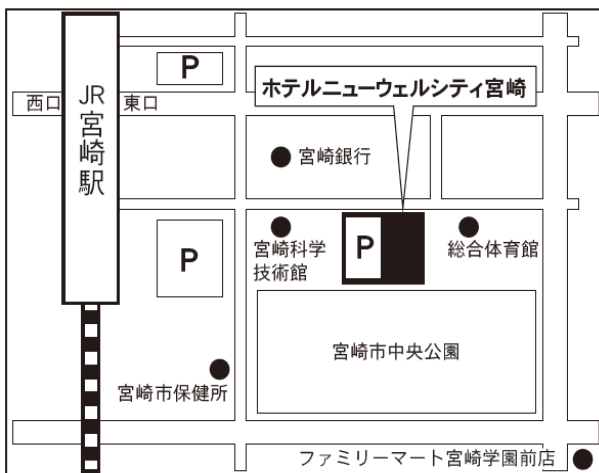 P
ホテルニューウェルシティ宮崎
西口
JR宮崎駅
東口
宮崎銀行
宮崎科学
技術館
P
総合体育館
P
宮崎市中央公園
宮崎市保健所
ファミリーマート宮崎学園前店